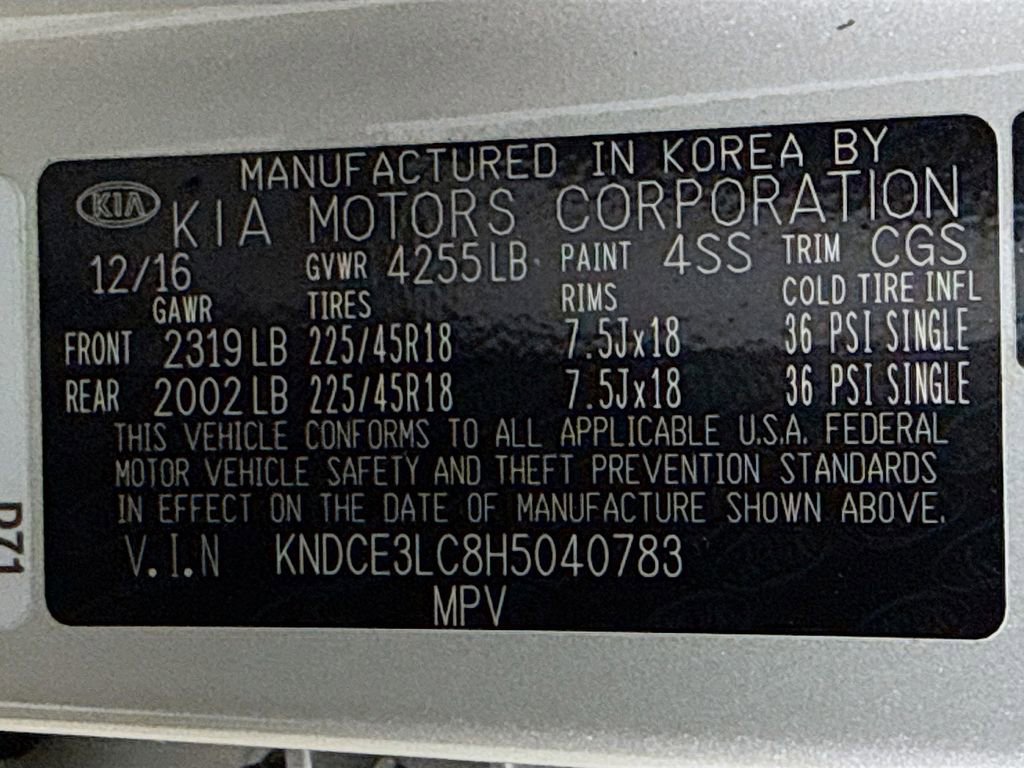 MANUFACTURED IN KOREA BY
KIA KIA MOTORS CORPORATION
12/16 GVWR 4255LB PAINT 4SS TRIM CGS
GAWR TIRES RIMS COLD TIRE INFL
FRONT 2319LB 225/45R18 7.5Jx18 36 PSI SINGLE
REAR 2002LB 225/45R18 7.5Jx18 36 PSI SINGLE
THIS VEHICLE CONFORMS TO ALL APPLICABLE U.S.A. FEDERAL
MOTOR VEHICLE SAFETY AND THEFT PREVENTION STANDARDS
IN EFFECT ON THE DATE OF MANUFACTURE SHOWN ABOVE.
V.I.N KNDCE3LC8H5040783
MPV